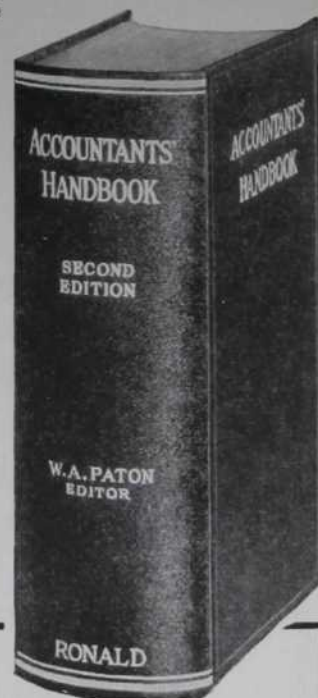 ACCOUNTANTS'
HANDBOOK
SECOND
EDITION
W. A. PATON
EDITOR
RONALD
ACCOUNTANTS'
HANDBOOK